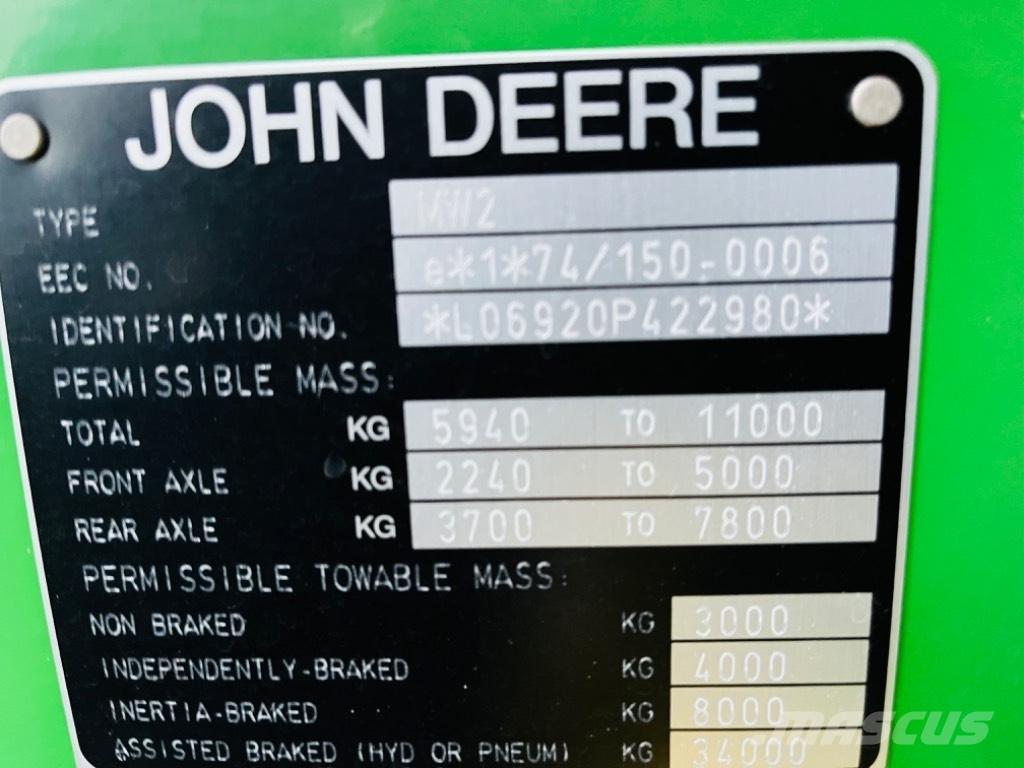 JOHN DEERE
TYPE MW2
EEC NO. e*1*74/150-0006
IDENTIFICATION NO. *L06920P422980*
PERMISSIBLE MASS:
TOTAL KG 5940 TO 11000
FRONT AXLE KG 2240 TO 5000
REAR AXLE KG 3700 TO 7800
PERMISSIBLE TOWABLE MASS:
NON BRAKED KG 3000
INDEPENDENTLY-BRAKED KG 4000
INERTIA-BRAKED KG 8000
ASSISTED BRAKED (HYD OR PNEUM) KG 34000
MASCUS